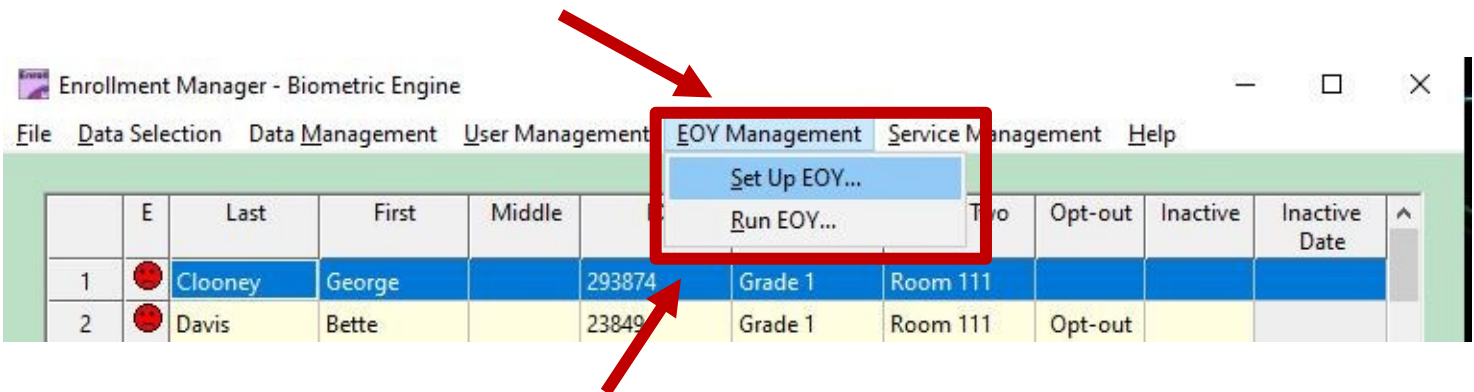 Enrollment Manager - Biometric Engine
File Data Selection Data Management User Management EOY Management Service Management Help
Set Up EOY...
Run EOY...
E Last First Middle Opt-out Inactive Inactive Date
1 Clooney George 293874 Grade 1 Room 111
2 Davis Bette 23849 Grade 1 Room 111 Opt-out